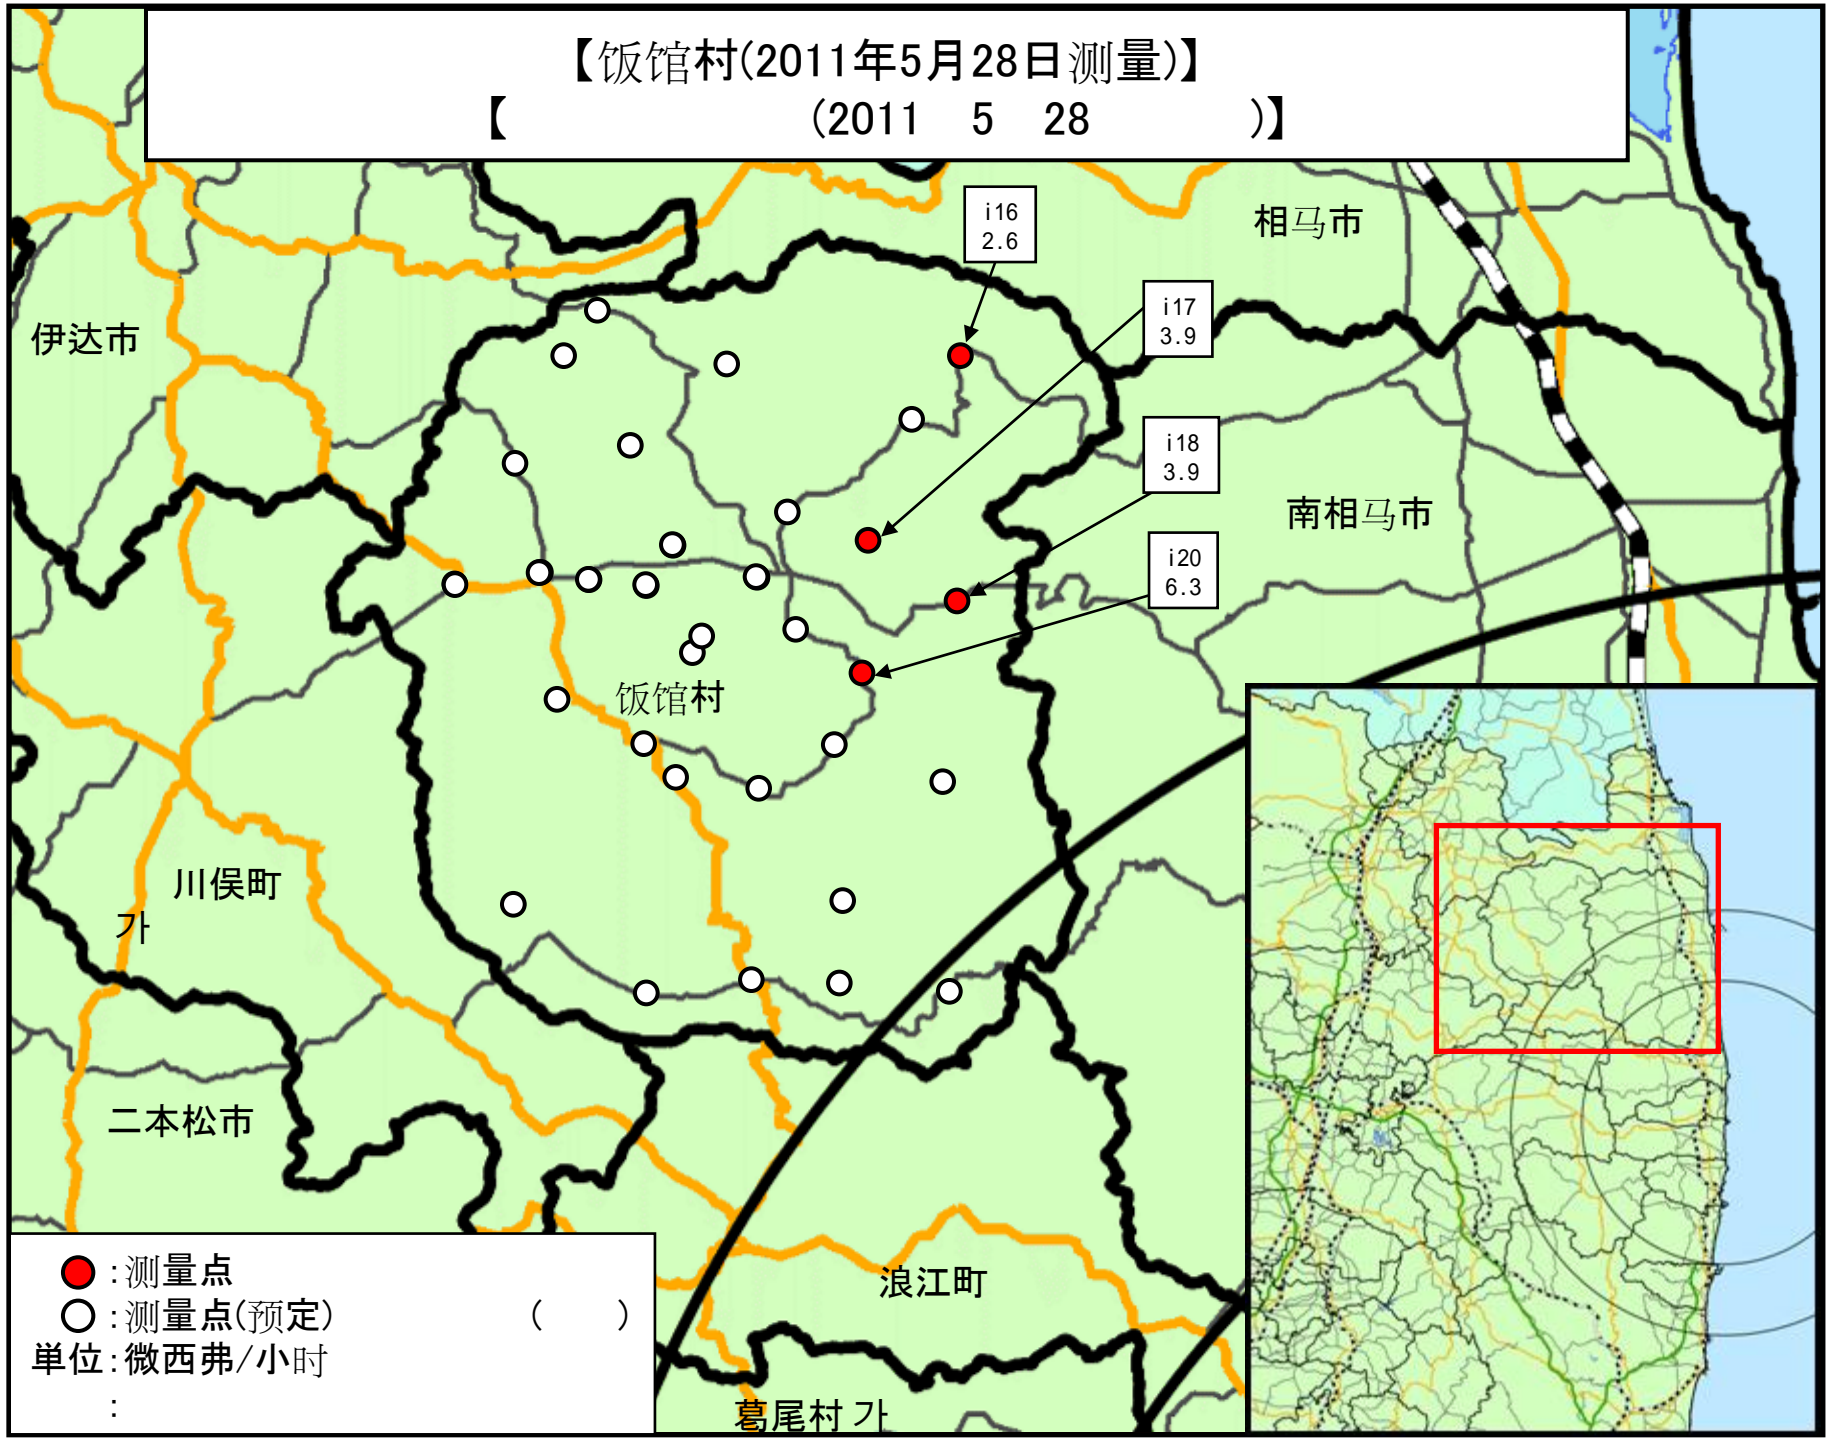 【饭馆村(2011年5月28日测量)】
【 (2011 5 28 )】
i16
2.6
相马市
i17
3.9
伊达市
i18
3.9
南相马市
i20
6.3
饭馆村
川俣町
가
二本松市
浪江町
葛尾村 가
:测量点
:测量点(预定) ( )
単位:微西弗/小时
: